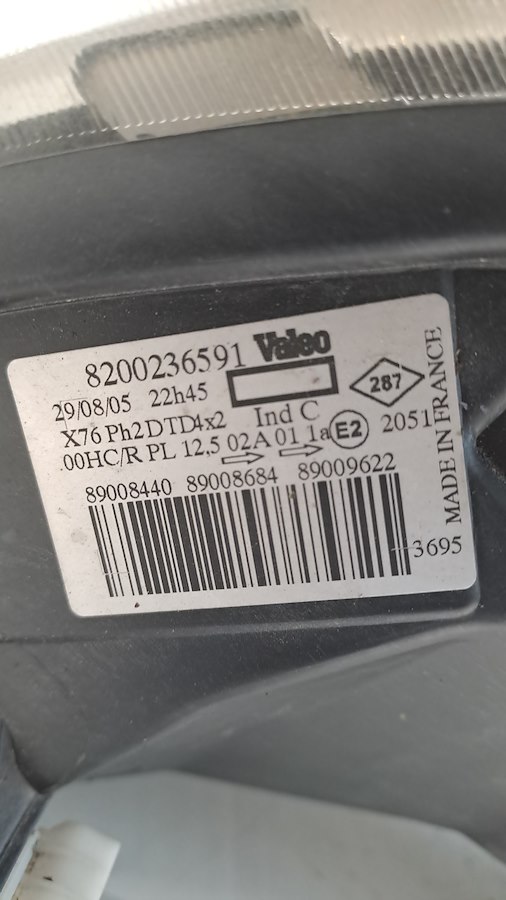 8200236591 Valeo
29/08/05 22h45
287
X76 Ph2 DTD4x2 Ind C
.00HC/R PL 12,5 02A 01 1a E2 2051
89008440 89008684 89009622
3695
MADE IN FRANCE